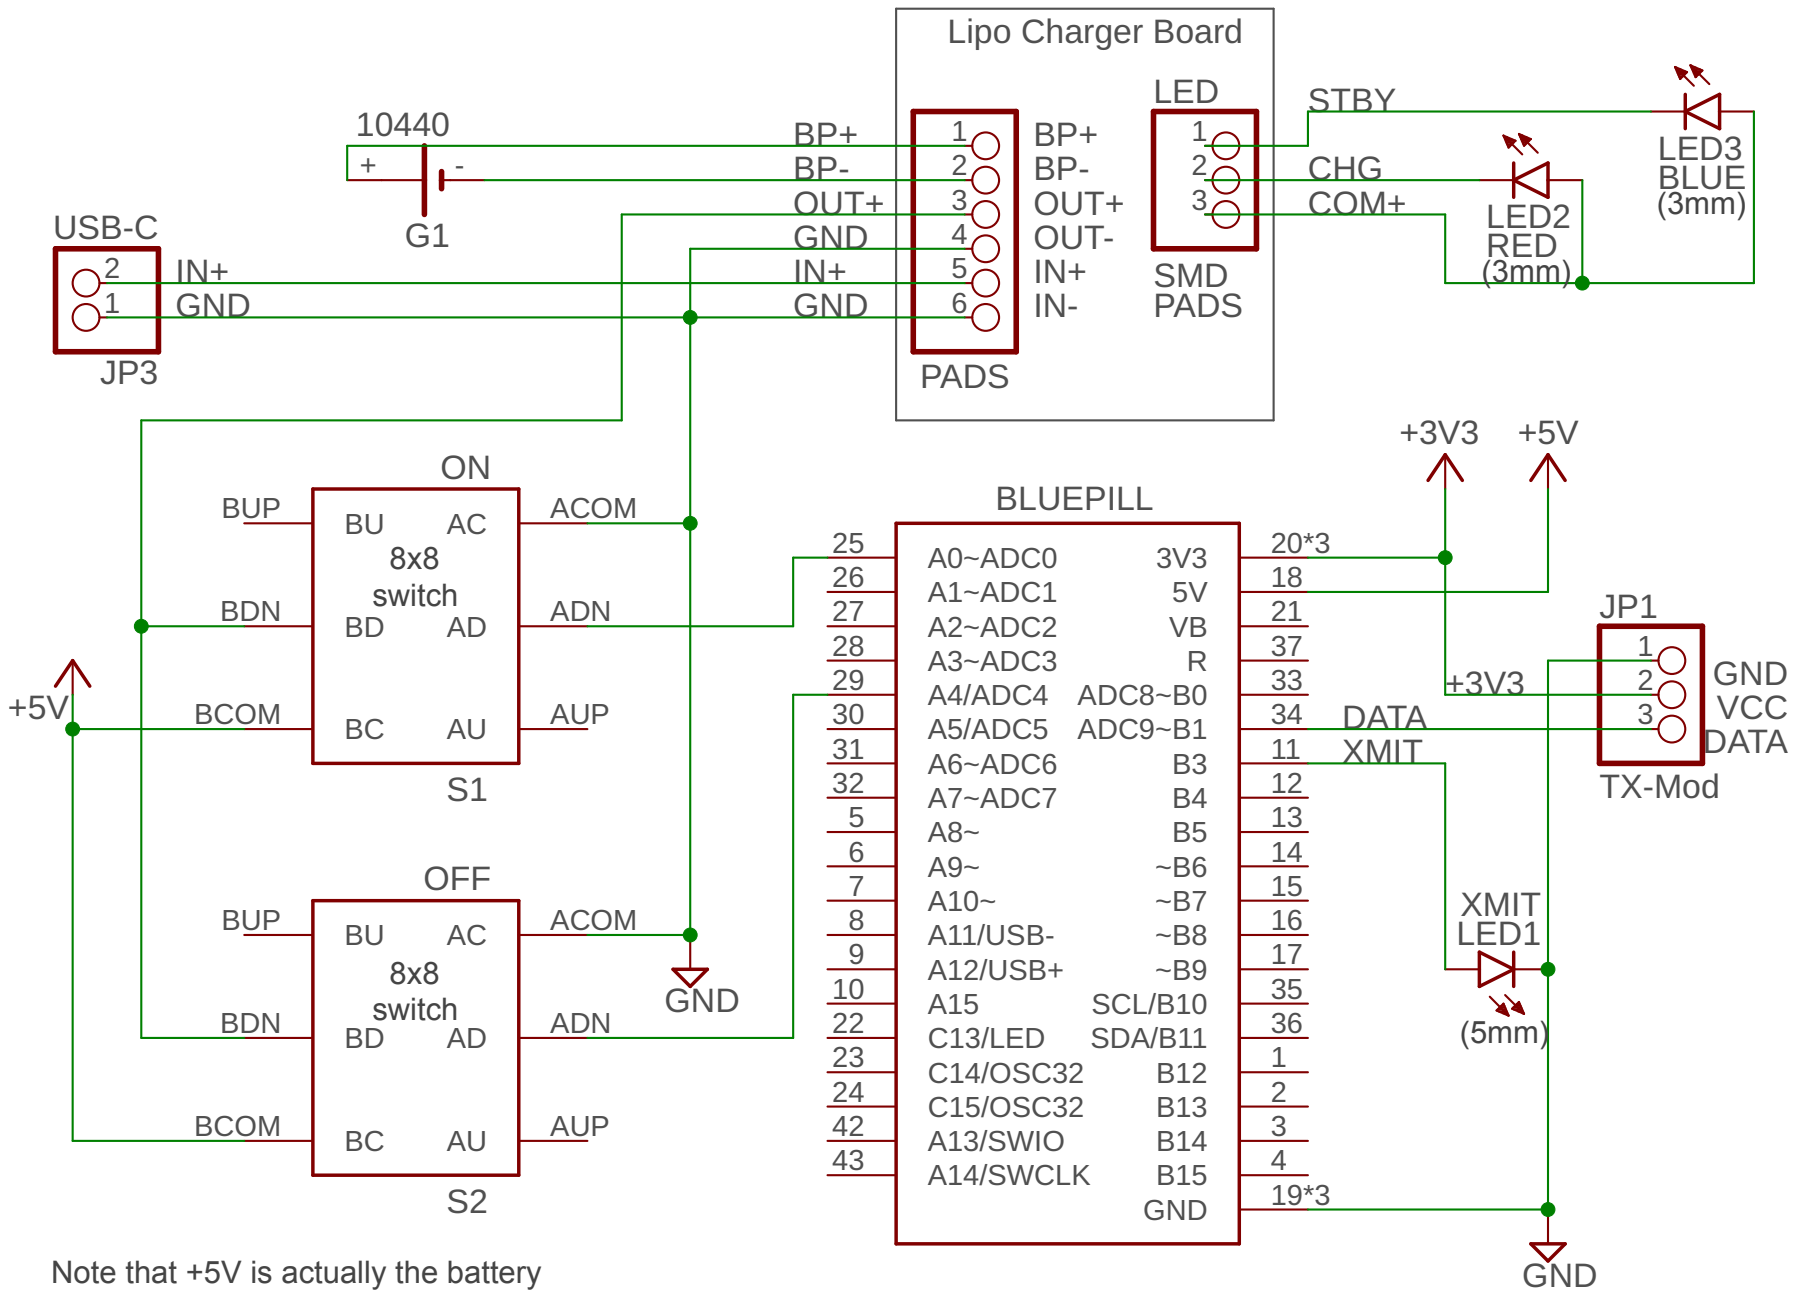 Lipo Charger Board
10440
+ -
G1
BP+
BP-
OUT+
GND
IN+
GND
1
2
3
4
5
6
BP+
BP-
OUT+
OUT-
IN+
IN-
PADS
LED
1
2
3
SMD
PADS
STBY
CHG
COM+
LED3
BLUE
(3mm)
LED2
RED
(3mm)
USB-C
2
1
IN+
GND
JP3
ON
BUP BU AC ACOM
8x8
switch
BDN BD AD ADN
BCOM BC AU AUP
S1
+5V
OFF
BUP BU AC ACOM
8x8
switch
BDN BD AD ADN
BCOM BC AU AUP
S2
GND
BLUEPILL
25 A0~ADC0 3V3 20*3
26 A1~ADC1 5V 18
27 A2~ADC2 VB 21
28 A3~ADC3 R 37
29 A4/ADC4 ADC8~B0 33
30 A5/ADC5 ADC9~B1 34
31 A6~ADC6 B3 11
32 A7~ADC7 B4 12
5 A8~ B5 13
6 A9~ ~B6 14
7 A10~ ~B7 15
8 A11/USB- ~B8 16
9 A12/USB+ ~B9 17
10 A15 SCL/B10 35
22 C13/LED SDA/B11 36
23 C14/OSC32 B12 1
24 C15/OSC32 B13 2
42 A13/SWIO B14 3
43 A14/SWCLK B15 4
GND 19*3
+3V3
+5V
+3V3
DATA
XMIT
JP1
1
2
3
GND
VCC
DATA
TX-Mod
XMIT
LED1
(5mm)
GND
Note that +5V is actually the battery